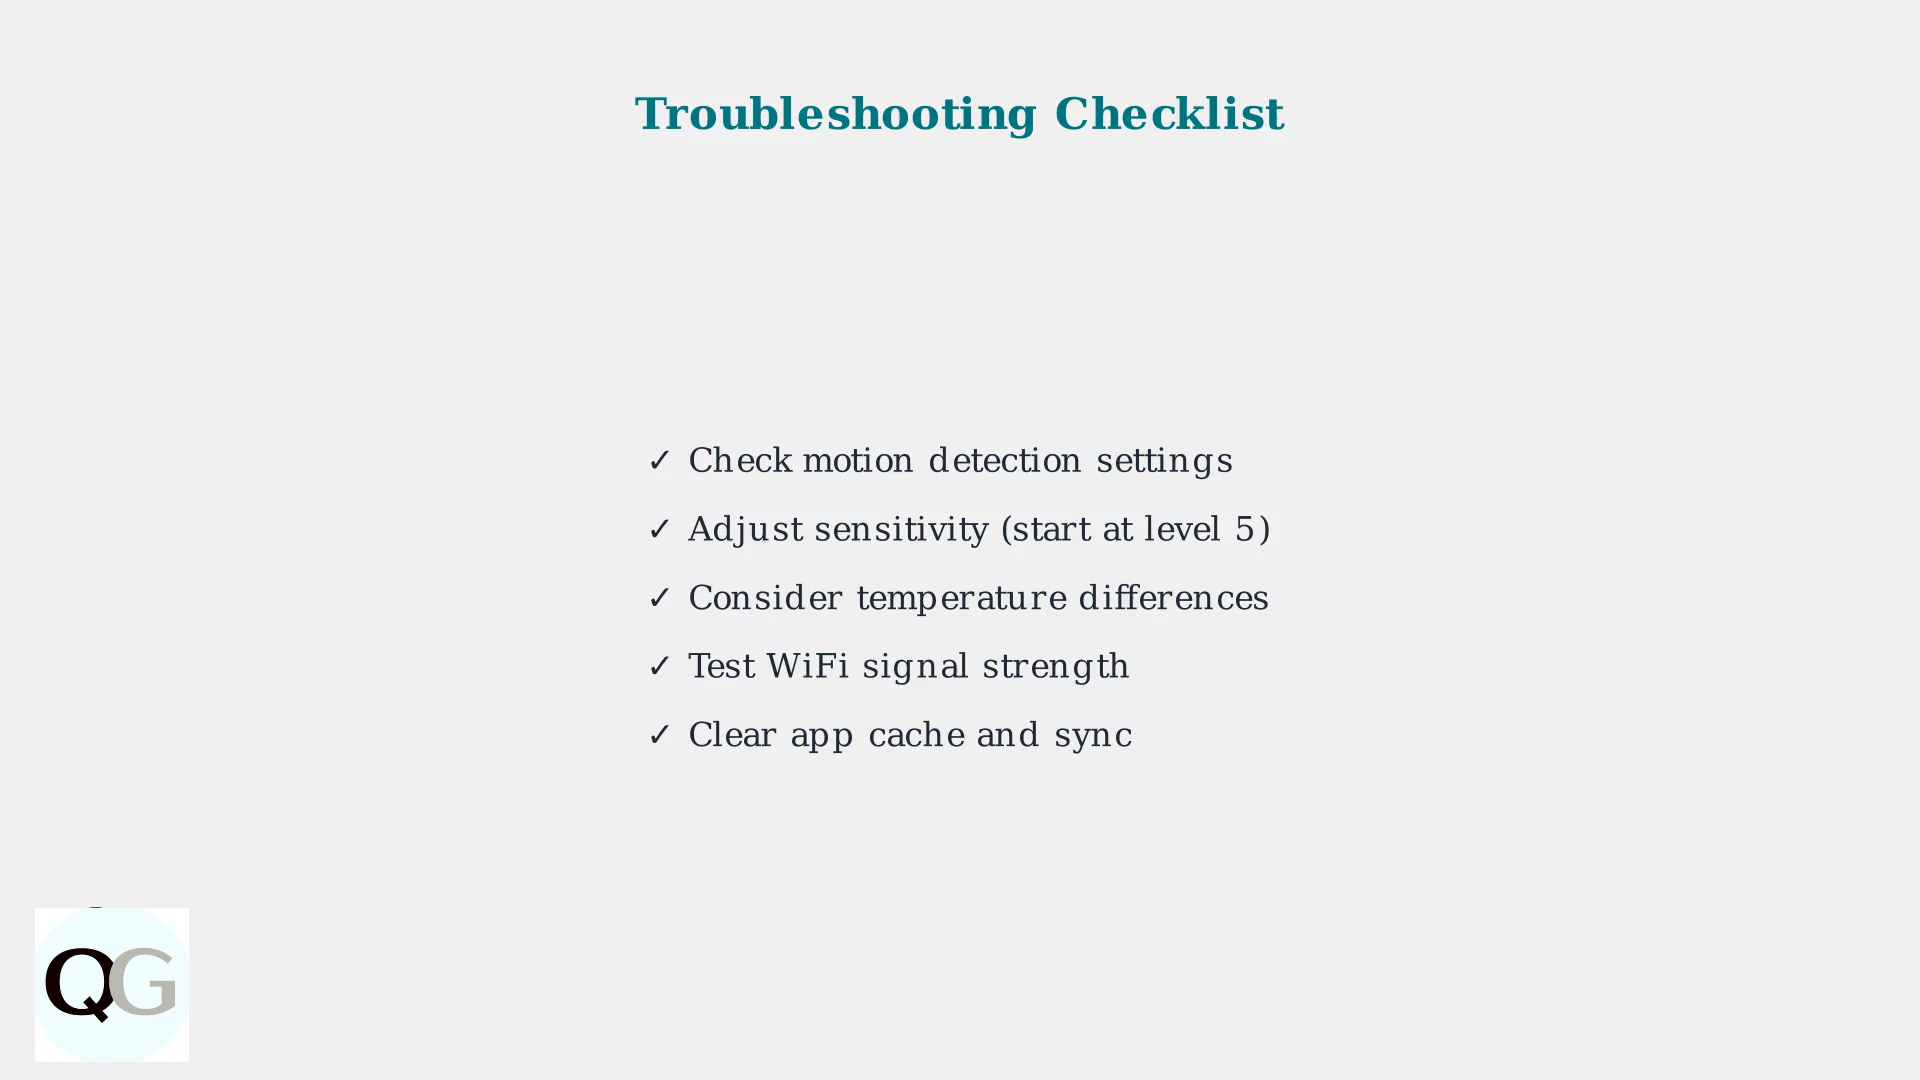 Troubleshooting Checklist
✓ Check motion detection settings
✓ Adjust sensitivity (start at level 5)
✓ Consider temperature differences
✓ Test WiFi signal strength
✓ Clear app cache and sync
QG